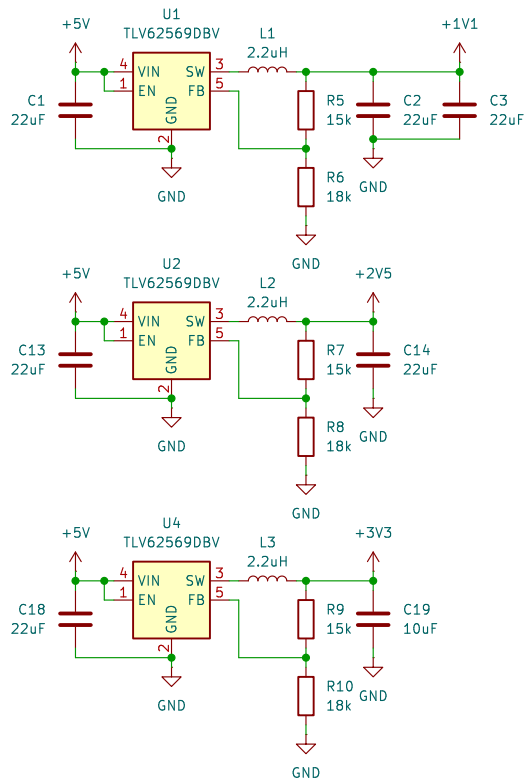 +5V
U1
TLV62569DBV
L1
2.2uH
+1V1
4
VIN
SW
3
1
EN
FB
5
GND
2
C1
22uF
R5
15k
C2
22uF
C3
22uF
R6
18k
GND
GND
GND
+5V
U2
TLV62569DBV
L2
2.2uH
+2V5
4
VIN
SW
3
1
EN
FB
5
GND
2
C13
22uF
R7
15k
C14
22uF
R8
18k
GND
GND
GND
+5V
U4
TLV62569DBV
L3
2.2uH
+3V3
4
VIN
SW
3
1
EN
FB
5
GND
2
C18
22uF
R9
15k
C19
10uF
R10
18k
GND
GND
GND